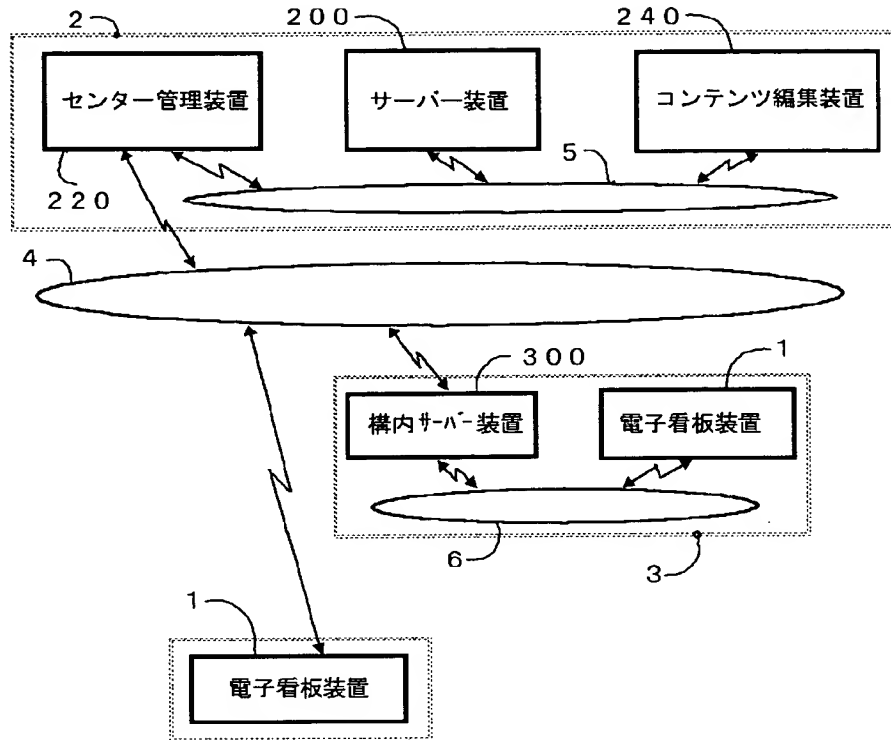 2
200
240
センター管理装置
サーバー装置
コンテンツ編集装置
220
5
4
300
1
構内サーバー装置
電子看板装置
6
3
1
電子看板装置